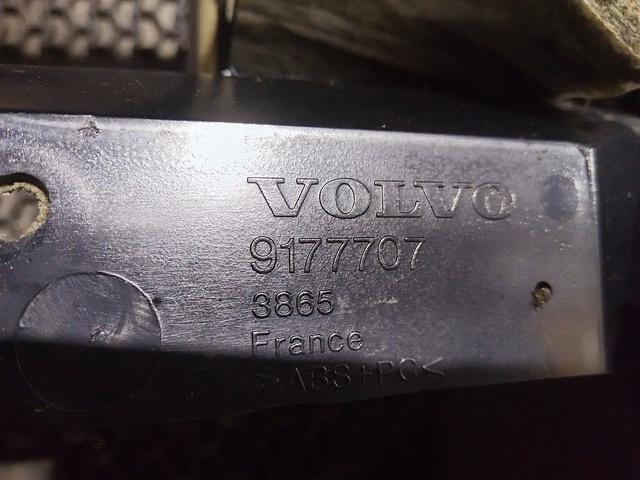 VOLVO
9177707
3865
France
>ABS+PC<